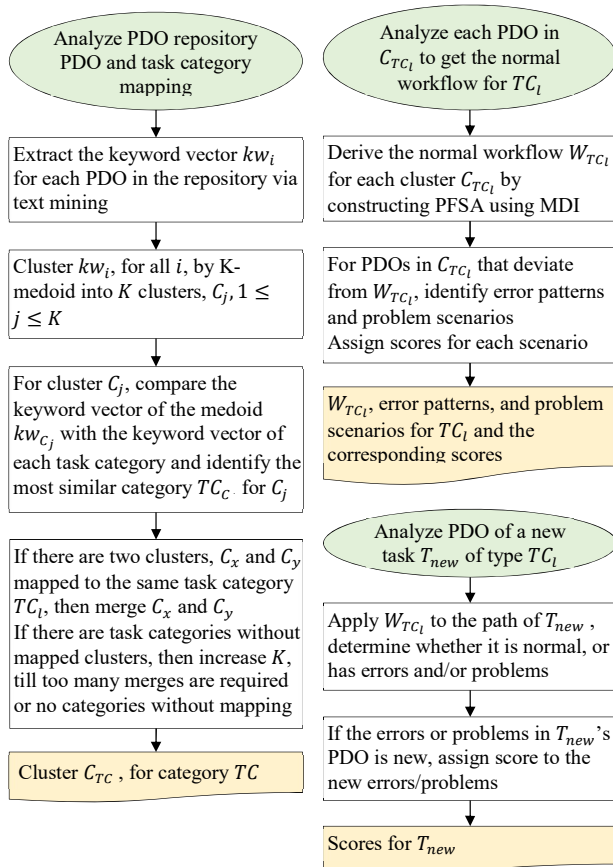 Analyze PDO repository
PDO and task category
mapping
Extract the keyword vector kw_i
for each PDO in the repository via
text mining
Cluster kw_i, for all i, by K-
medoid into K clusters, C_j, 1 ≤
j ≤ K
For cluster C_j, compare the
keyword vector of the medoid
kw_{C_j} with the keyword vector of
each task category and identify the
most similar category TC_C for C_j
If there are two clusters, C_x and C_y
mapped to the same task category
TC_l, then merge C_x and C_y
If there are task categories without
mapped clusters, then increase K,
till too many merges are required
or no categories without mapping
Cluster C_{TC} , for category TC
Analyze each PDO in
C_{TC_l} to get the normal
workflow for TC_l
Derive the normal workflow W_{TC_l}
for each cluster C_{TC_l} by
constructing PFSA using MDI
For PDOs in C_{TC_l} that deviate
from W_{TC_l}, identify error patterns
and problem scenarios
Assign scores for each scenario
W_{TC_l}, error patterns, and problem
scenarios for TC_l and the
corresponding scores
Analyze PDO of a new
task T_{new} of type TC_l
Apply W_{TC_l} to the path of T_{new} ,
determine whether it is normal, or
has errors and/or problems
If the errors or problems in T_{new}'s
PDO is new, assign score to the
new errors/problems
Scores for T_{new}